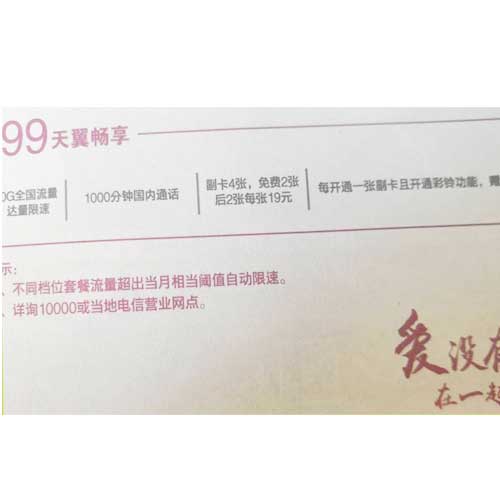 99天翼畅享
0G全国流量
达量限速
1000分钟国内通话
副卡4张，免费2张
后2张每张19元
每开通一张副卡且开通彩铃功能，
示：
、不同档位套餐流量超出当月相当阈值自动限速。
、详询10000或当地电信营业网点。
爱没有
在一起